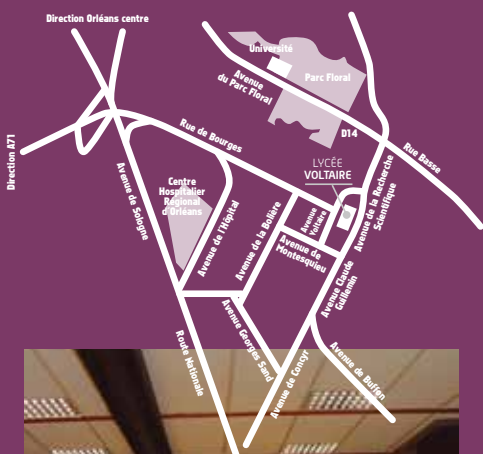 Direction Orléans centre
Université
Avenue
du Parc Floral
Parc Floral
D14
Rue Basse
Rue de Bourges
Direction A71
Avenue de Sologne
LYCÉE
VOLTAIRE
Centre
Hospitalier
Régional
d'Orléans
Avenue de l'Hôpital
Avenue de la Bolière
Avenue
Voltaire
Avenue de
Montesquieu
Avenue de la Recherche
Scientifique
Avenue Claude
Guillemin
Avenue Georges Sand
Route Nationale
Avenue de Concyr
Avenue de Buffon